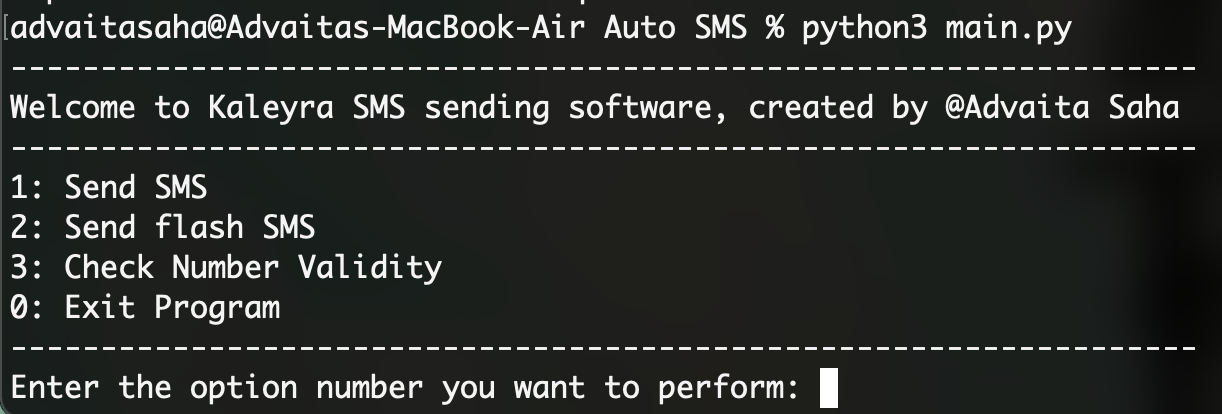 [advaitasaha@Advaitas-MacBook-Air Auto SMS % python3 main.py
------------------------------------------------------------------
Welcome to Kaleyra SMS sending software, created by @Advaita Saha
------------------------------------------------------------------
1: Send SMS
2: Send flash SMS
3: Check Number Validity
0: Exit Program
------------------------------------------------------------------
Enter the option number you want to perform: